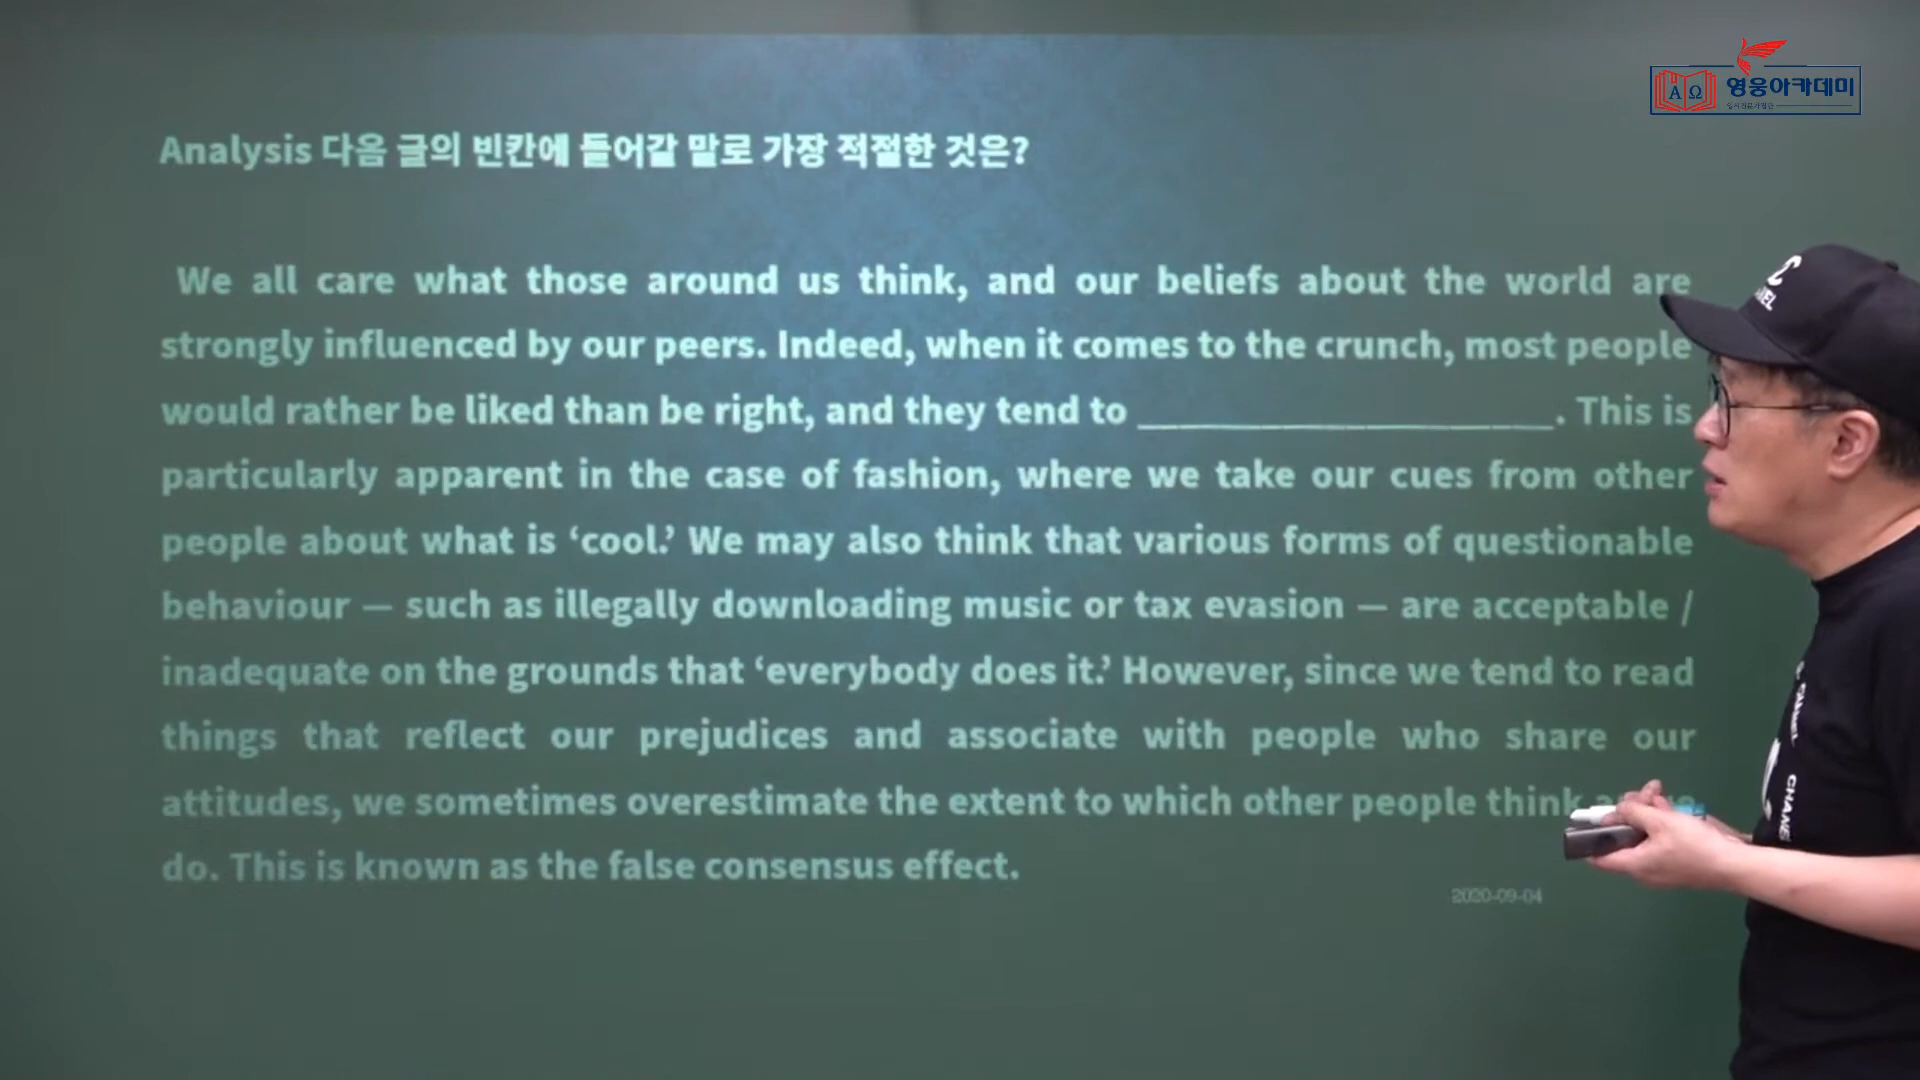 영웅아카데미
Analysis 다음 글의 빈칸에 들어갈 말로 가장 적절한 것은?
We all care what those around us think, and our beliefs about the world are
strongly influenced by our peers. Indeed, when it comes to the crunch, most people
would rather be liked than be right, and they tend to ____________________. This is
particularly apparent in the case of fashion, where we take our cues from other
people about what is ‘cool.’ We may also think that various forms of questionable
behaviour — such as illegally downloading music or tax evasion — are acceptable /
inadequate on the grounds that ‘everybody does it.’ However, since we tend to read
things that reflect our prejudices and associate with people who share our
attitudes, we sometimes overestimate the extent to which other people think
do. This is known as the false consensus effect.
2020-09-04